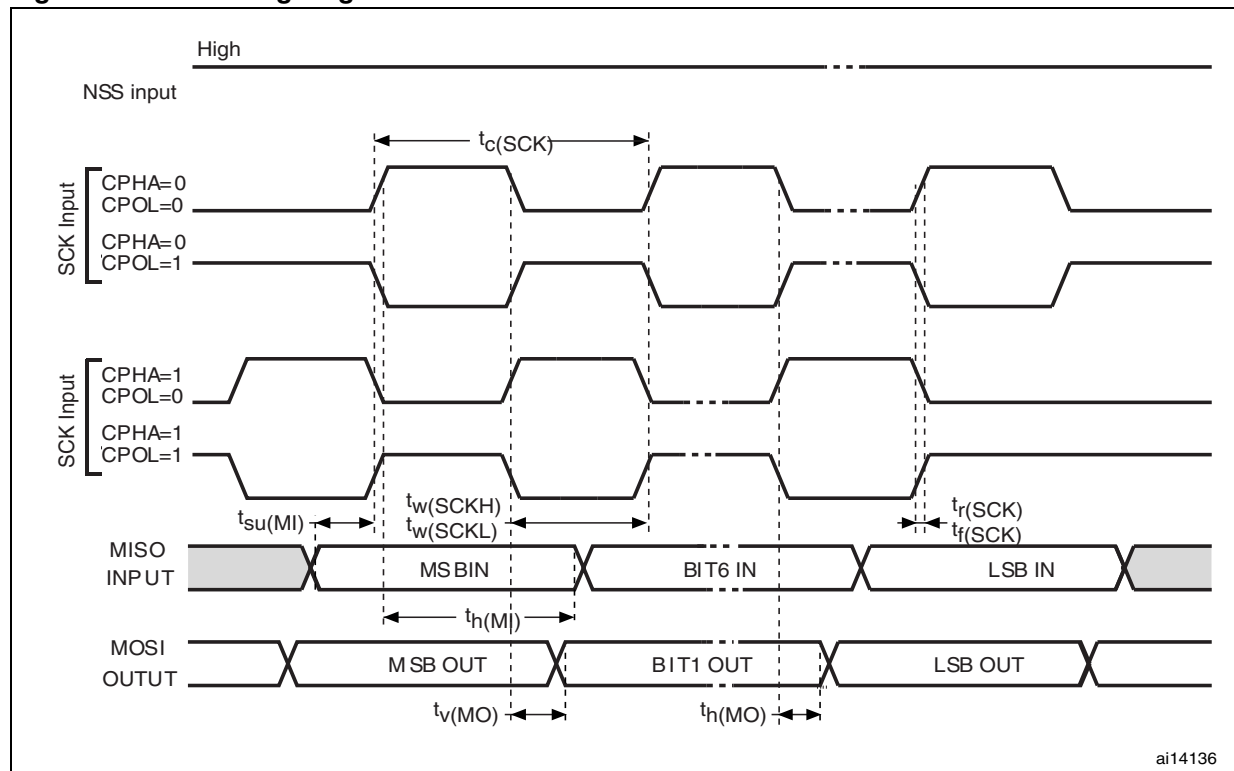 High
NSS input
tc(SCK)
SCK Input
CPHA=0
CPOL=0
CPHA=0
CPOL=1
SCK Input
CPHA=1
CPOL=0
CPHA=1
CPOL=1
tsu(MI)
tw(SCKH)
tw(SCKL)
tr(SCK)
tf(SCK)
MISO
INPUT
MSBIN
BIT6 IN
LSB IN
th(MI)
MOSI
OUTUT
MSB OUT
BIT1 OUT
LSB OUT
tv(MO)
th(MO)
ai14136